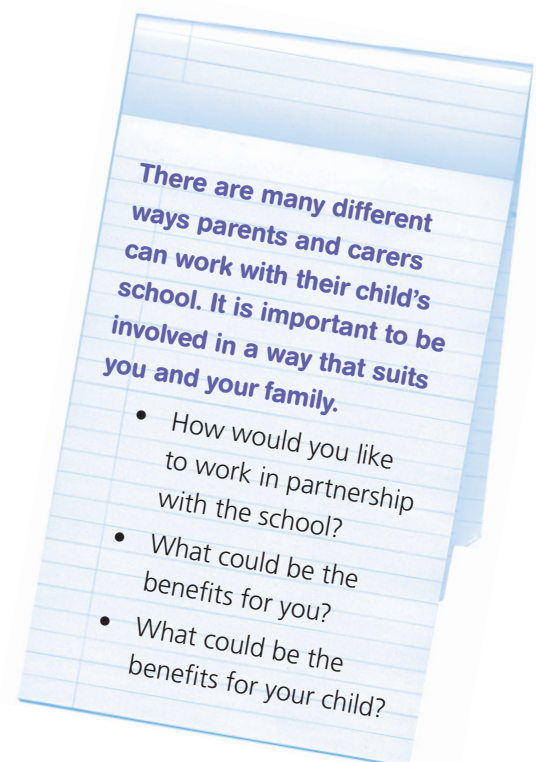 There are many different
ways parents and carers
can work with their child’s
school. It is important to be
involved in a way that suits
you and your family.
• How would you like
to work in partnership
with the school?
• What could be the
benefits for you?
• What could be the
benefits for your child?